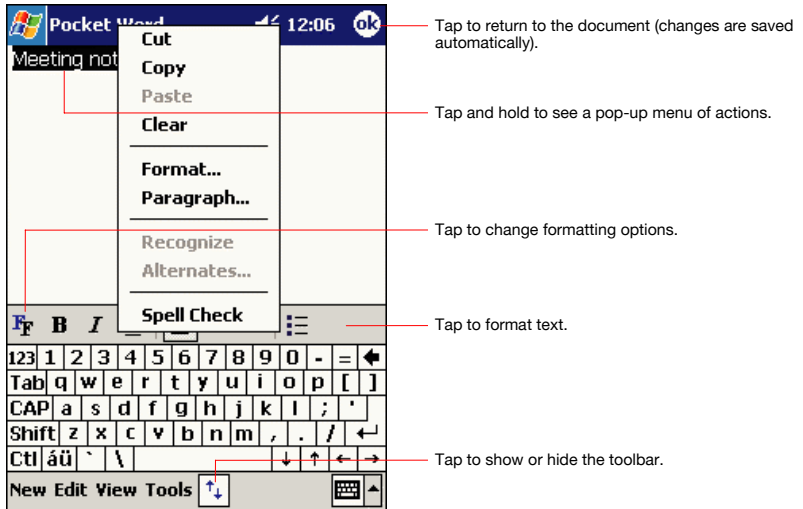 Pocket Word 12:06 ok
Meeting not
Cut
Copy
Paste
Clear
Format...
Paragraph...
Recognize
Alternates...
Spell Check
Tap to return to the document (changes are saved
automatically).
Tap and hold to see a pop-up menu of actions.
Tap to change formatting options.
Tap to format text.
FF B I
123 1 2 3 4 5 6 7 8 9 0 - =
Tab q w e r t y u i o p [ ]
CAP a s d f g h j k l ; '
Shift z x c v b n m , . /
Ctl áü ` \ ↓ ↑ ← →
Tap to show or hide the toolbar.
New Edit View Tools